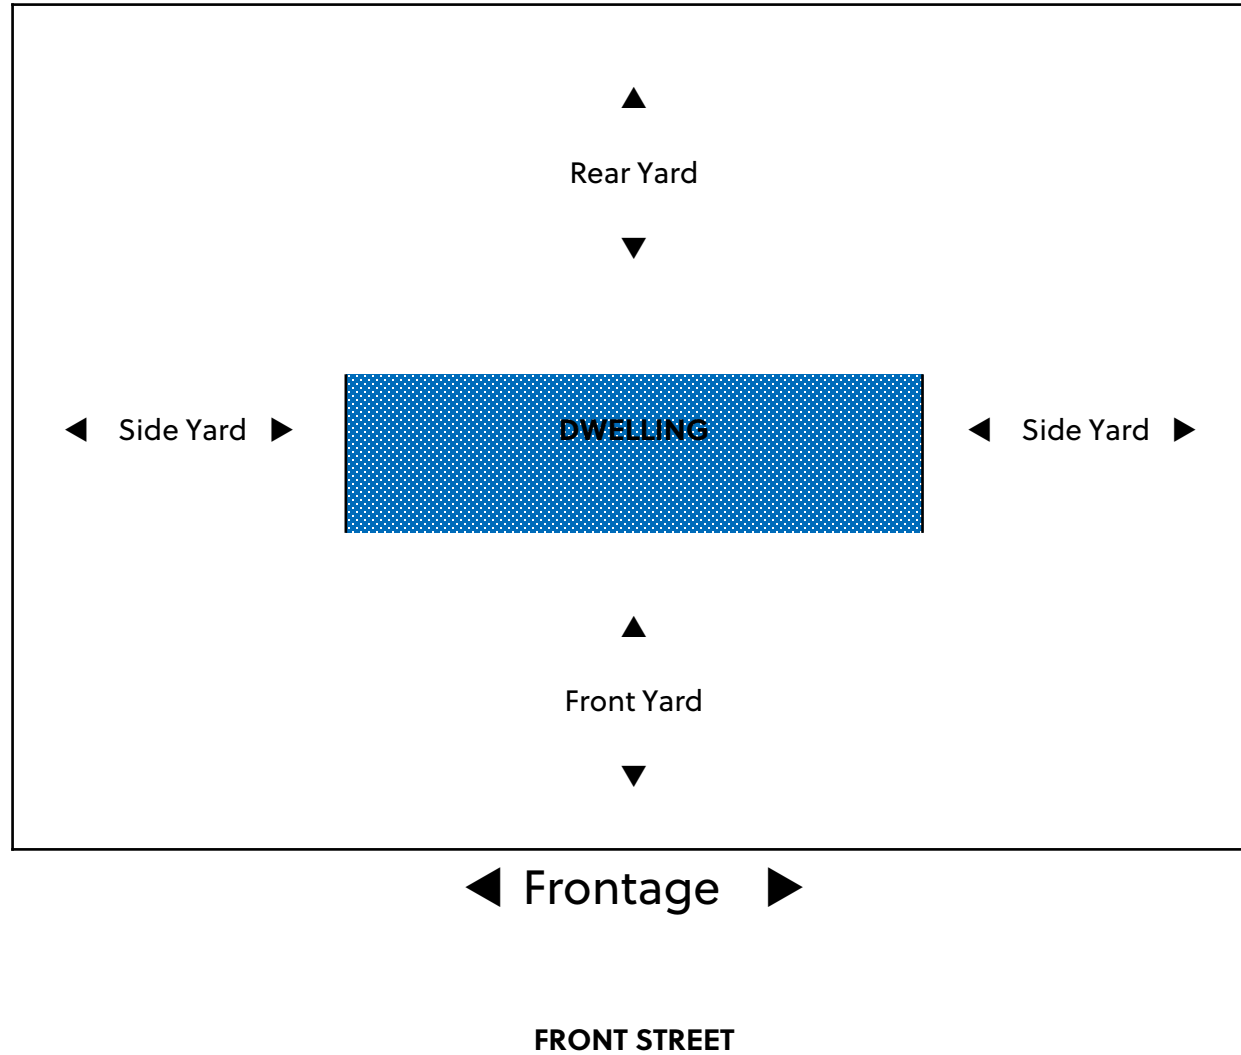 Rear Yard
Side Yard
DWELLING
Side Yard
Front Yard
Frontage
FRONT STREET